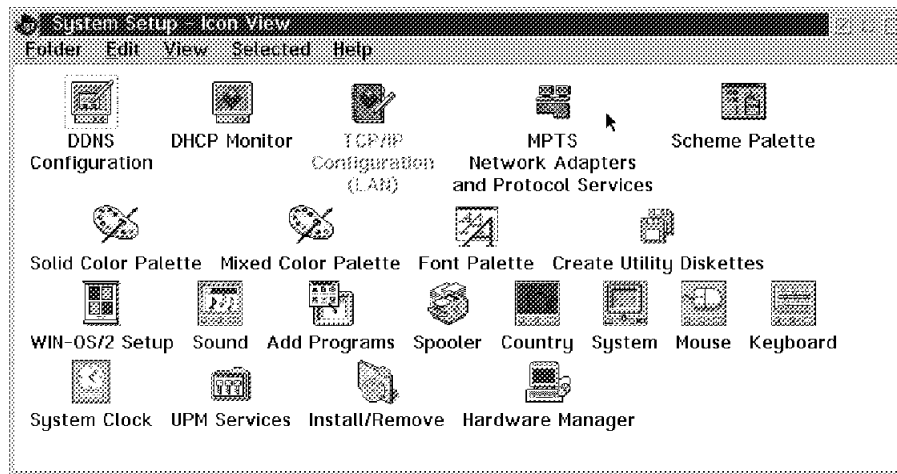 System Setup - Icon View
Folder Edit View Selected Help
DDNS Configuration
DHCP Monitor
TCP/IP Configuration (LAN)
MPTS Network Adapters and Protocol Services
Scheme Palette
Solid Color Palette
Mixed Color Palette
Font Palette
Create Utility Diskettes
WIN-OS/2 Setup
Sound
Add Programs
Spooler
Country
System
Mouse
Keyboard
System Clock
UPM Services
Install/Remove
Hardware Manager